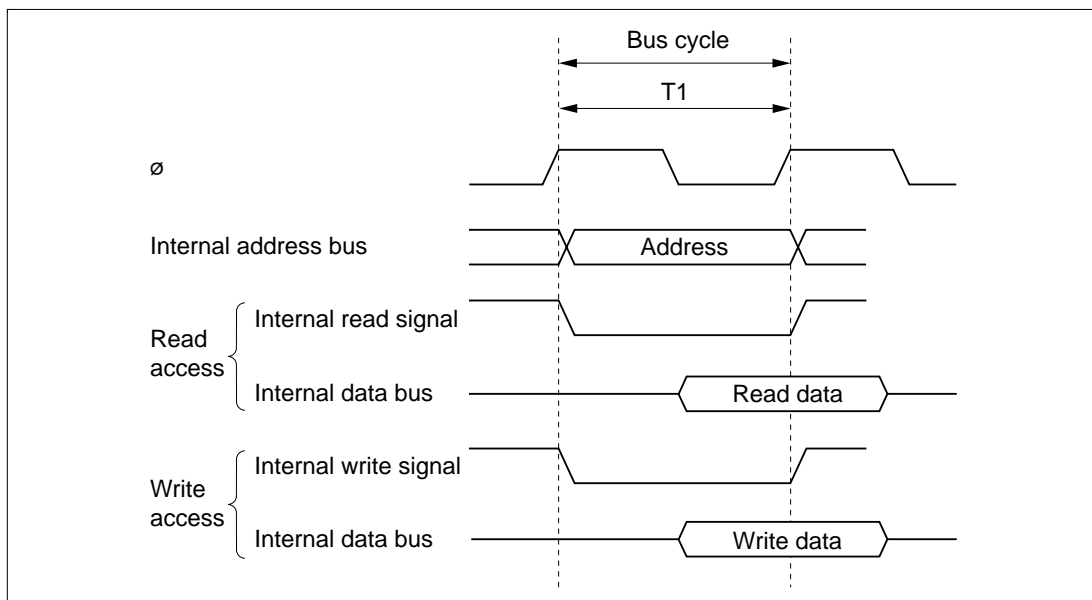 Bus cycle
T1
ø
Internal address bus
Address
Read
access
Internal read signal
Internal data bus
Read data
Write
access
Internal write signal
Internal data bus
Write data